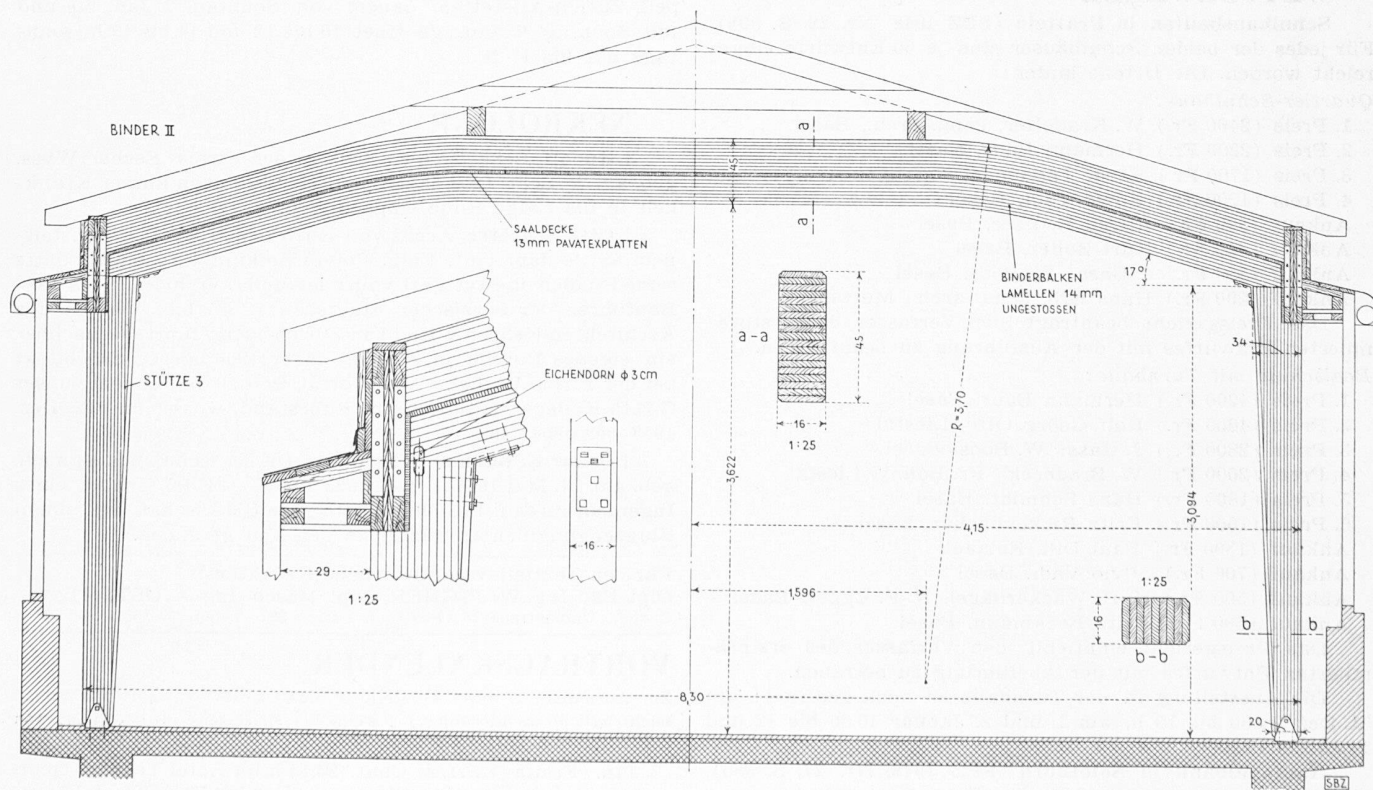 BINDER II
SAALDECKE
13mm PAVATEXPLATTEN
STÜTZE 3
a
45
a
BINDERBALKEN
LAMELLEN 14mm
UNGESTOSSEN
17°
34
a-a
45
16
1:25
EICHENDORN ϕ 3cm
R=3,70
3,622
3,094
4,15
1,596
29
1:25
16
1:25
16
b-b
b
b
8,30
20
SBZ